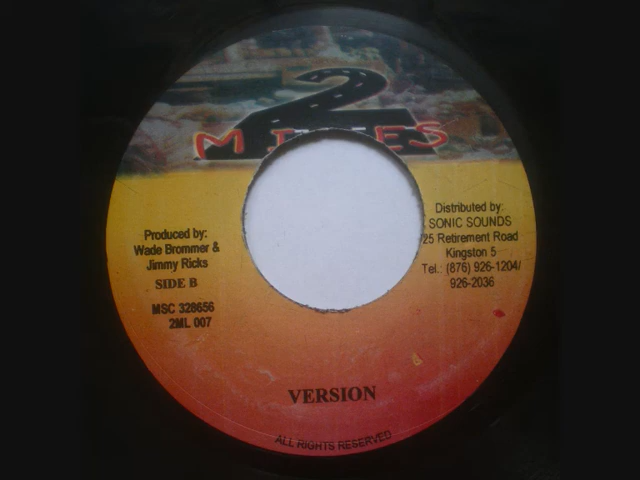 2
MILES
Produced by:
Wade Brommer &
Jimmy Ricks
SIDE B
MSC 328656
2ML 007
Distributed by:
SONIC SOUNDS
25 Retirement Road
Kingston 5
Tel.: (876) 926-1204/
926-2036
VERSION
ALL RIGHTS RESERVED